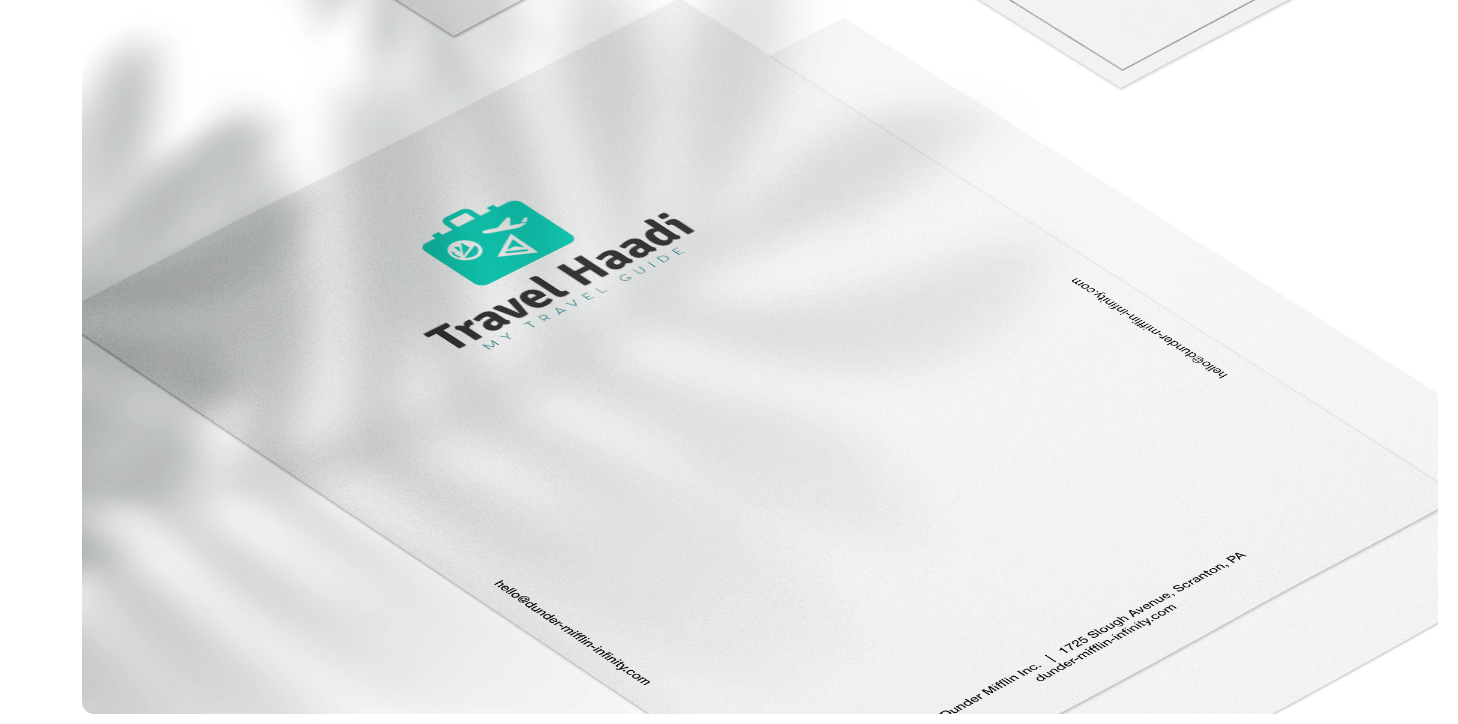 Travel Haadi
MY TRAVEL GUIDE
hello@dunder-mifflin-infinity.com
hello@dunder-mifflin-infinity.com
Dunder Mifflin Inc. | 1725 Slough Avenue, Scranton, PA
dunder-mifflin-infinity.com